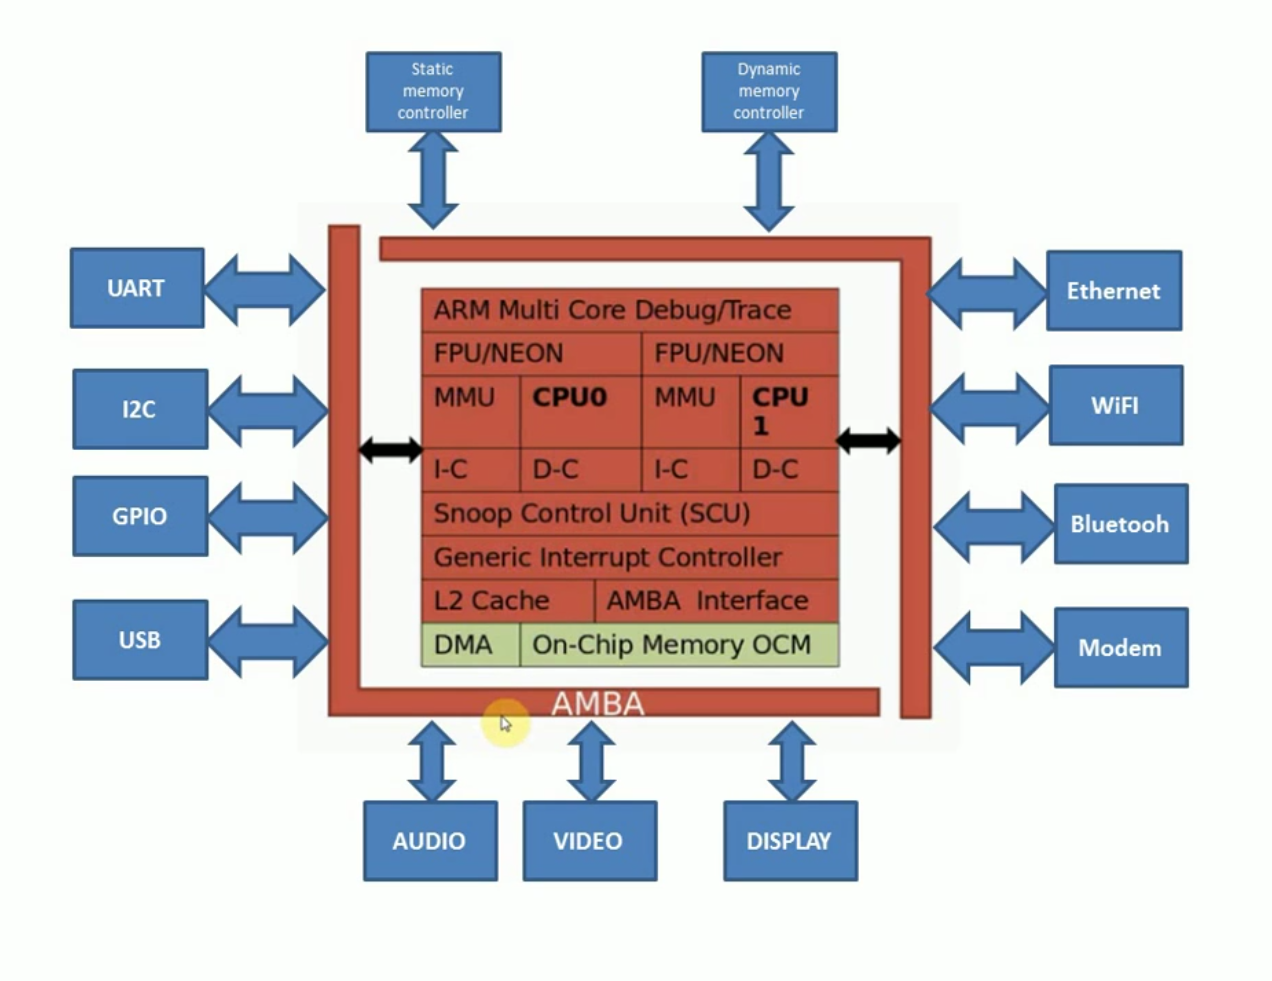 Static
memory
controller
Dynamic
memory
controller
UART
I2C
GPIO
USB
ARM Multi Core Debug/Trace
FPU/NEON FPU/NEON
MMU CPU0 MMU CPU
1
I-C D-C I-C D-C
Snoop Control Unit (SCU)
Generic Interrupt Controller
L2 Cache AMBA Interface
DMA On-Chip Memory OCM
AMBA
Ethernet
WiFI
Bluetooh
Modem
AUDIO
VIDEO
DISPLAY